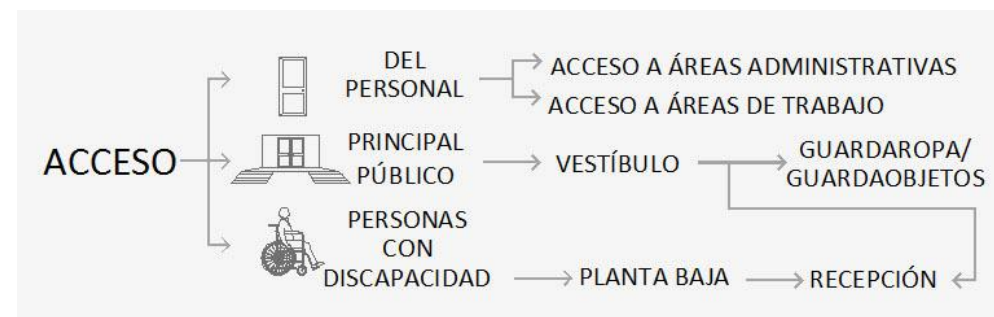 ACCESO
DEL
PERSONAL
ACCESO A ÁREAS ADMINISTRATIVAS
ACCESO A ÁREAS DE TRABAJO
PRINCIPAL
PÚBLICO
VESTÍBULO
GUARDAROPA/
GUARDAOBJETOS
PERSONAS
CON
DISCAPACIDAD
PLANTA BAJA
RECEPCIÓN